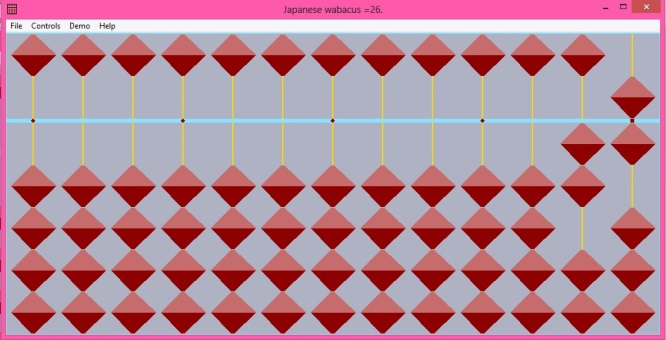 Japanese wabacus =26.
File Controls Demo Help